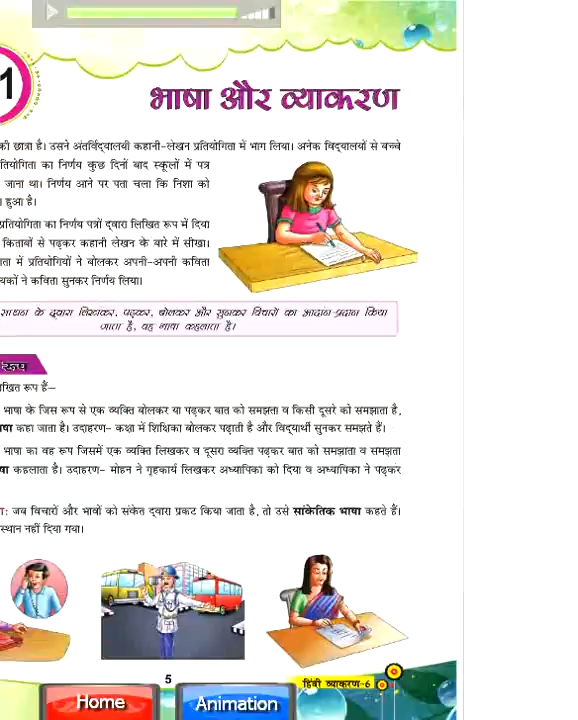 1
भाषा और व्याकरण
की छात्रा है। उसने अंतर्विद्यालयी कहानी-लेखन प्रतियोगिता में भाग लिया। अनेक विद्यालयों से बच्चे
तियोगिता का निर्णय कुछ दिनों बाद स्कूलों में पत्र
जाना था। निर्णय आने पर पता चला कि निशा को
हुआ है।
प्रतियोगिता का निर्णय पत्रों द्वारा लिखित रूप में दिया
किताबों से पढ़कर कहानी लेखन के बारे में सीखा।
ता में प्रतियोगियों ने बोलकर अपनी-अपनी कविता
यकों ने कविता सुनकर निर्णय लिया।
साधन के द्वारा लिखकर, पढ़कर, बोलकर और सुनकर विचारों का आदान-प्रदान किया
जाता है, वह भाषा कहलाता है।
रूप
खित रूप हैं—
भाषा के जिस रूप से एक व्यक्ति बोलकर या पढ़कर बात को समझता व किसी दूसरे को समझाता है,
षा कहा जाता है। उदाहरण– कक्षा में शिक्षिका बोलकर पढ़ाती है और विद्यार्थी सुनकर समझते हैं।
भाषा का वह रूप जिसमें एक व्यक्ति लिखकर व दूसरा व्यक्ति पढ़कर बात को समझाता व समझता
षा कहलाता है। उदाहरण– मोहन ने गृहकार्य लिखकर अध्यापिका को दिया व अध्यापिका ने पढ़कर
ा: जब विचारों और भावों को संकेत द्वारा प्रकट किया जाता है, तो उसे सांकेतिक भाषा कहते हैं।
स्थान नहीं दिया गया।
5
हिंदी व्याकरण-6
Home
Animation